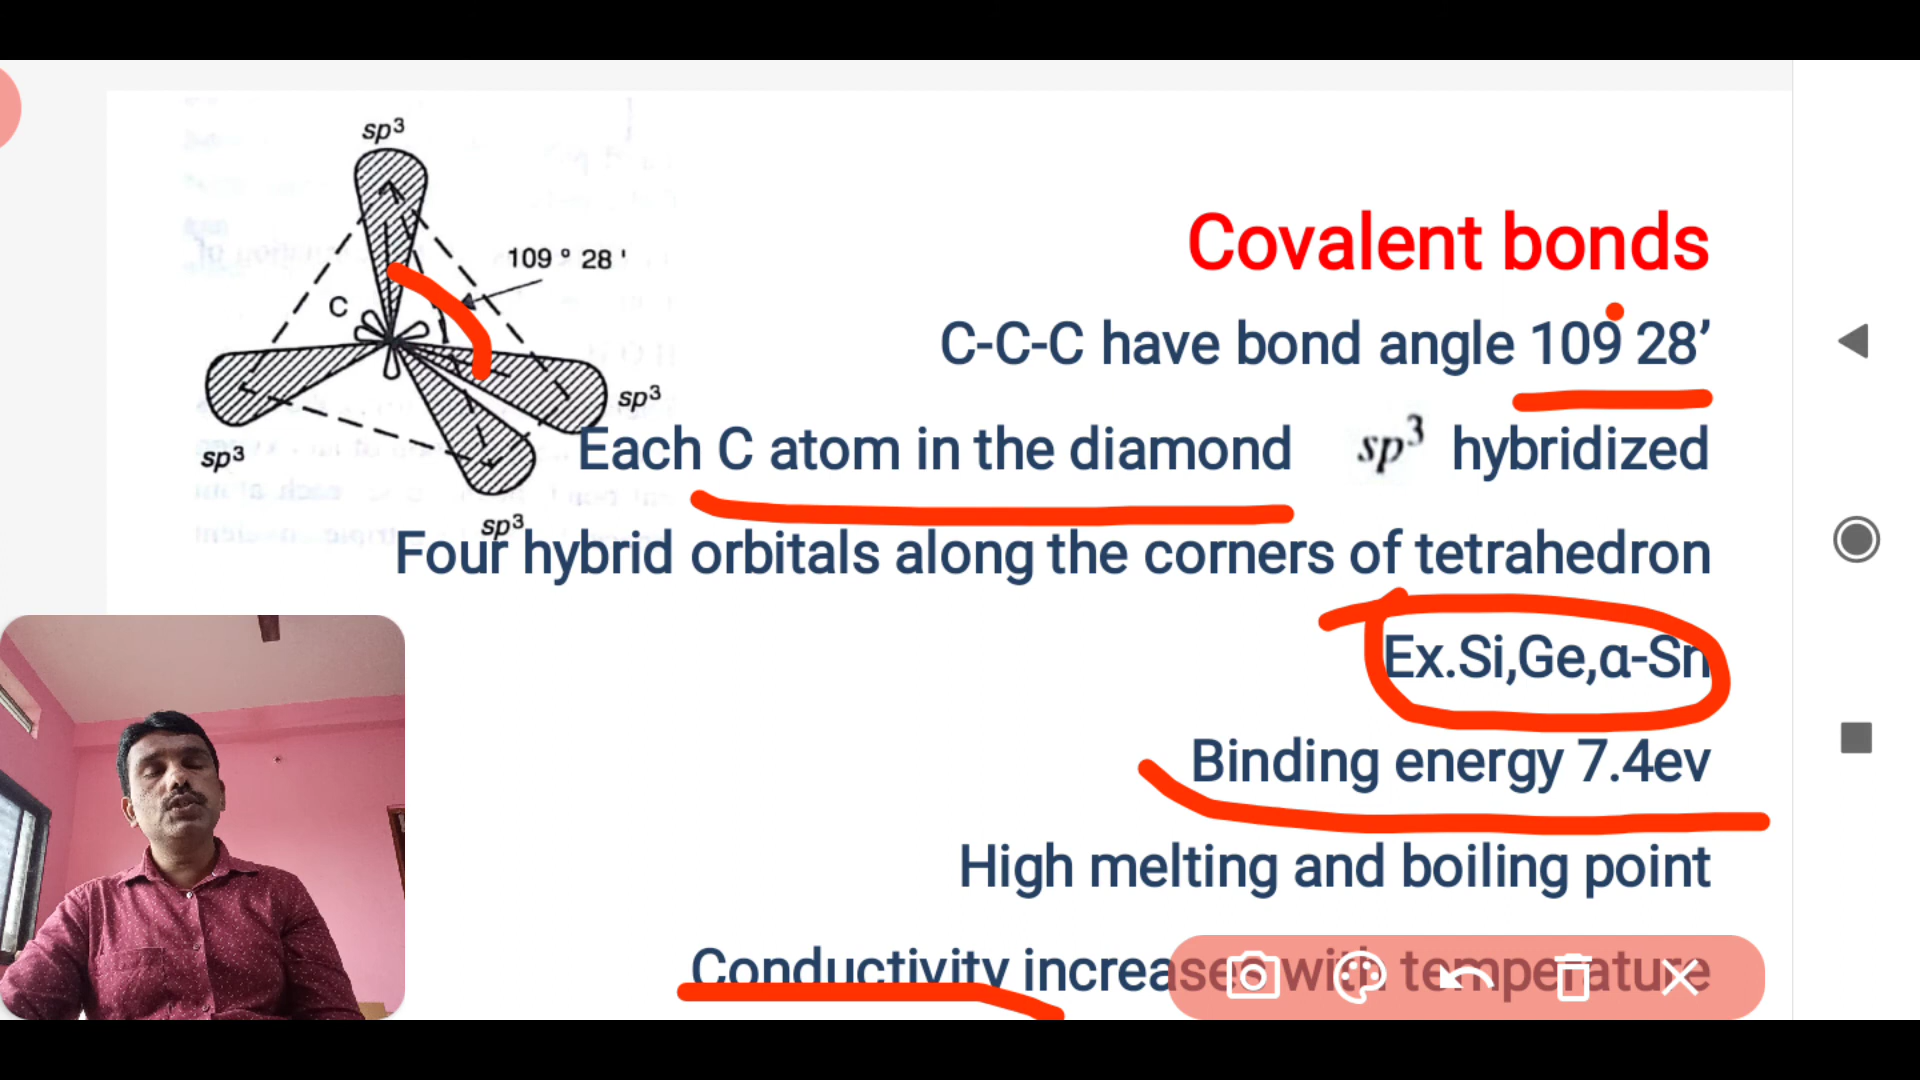 sp3
109 ° 28 '
C
sp3
sp3
sp3
Covalent bonds
C-C-C have bond angle 109 28’
Each C atom in the diamond sp3 hybridized
Four hybrid orbitals along the corners of tetrahedron
Ex.Si,Ge,α-Sn
Binding energy 7.4ev
High melting and boiling point
Conductivity increases with temperature